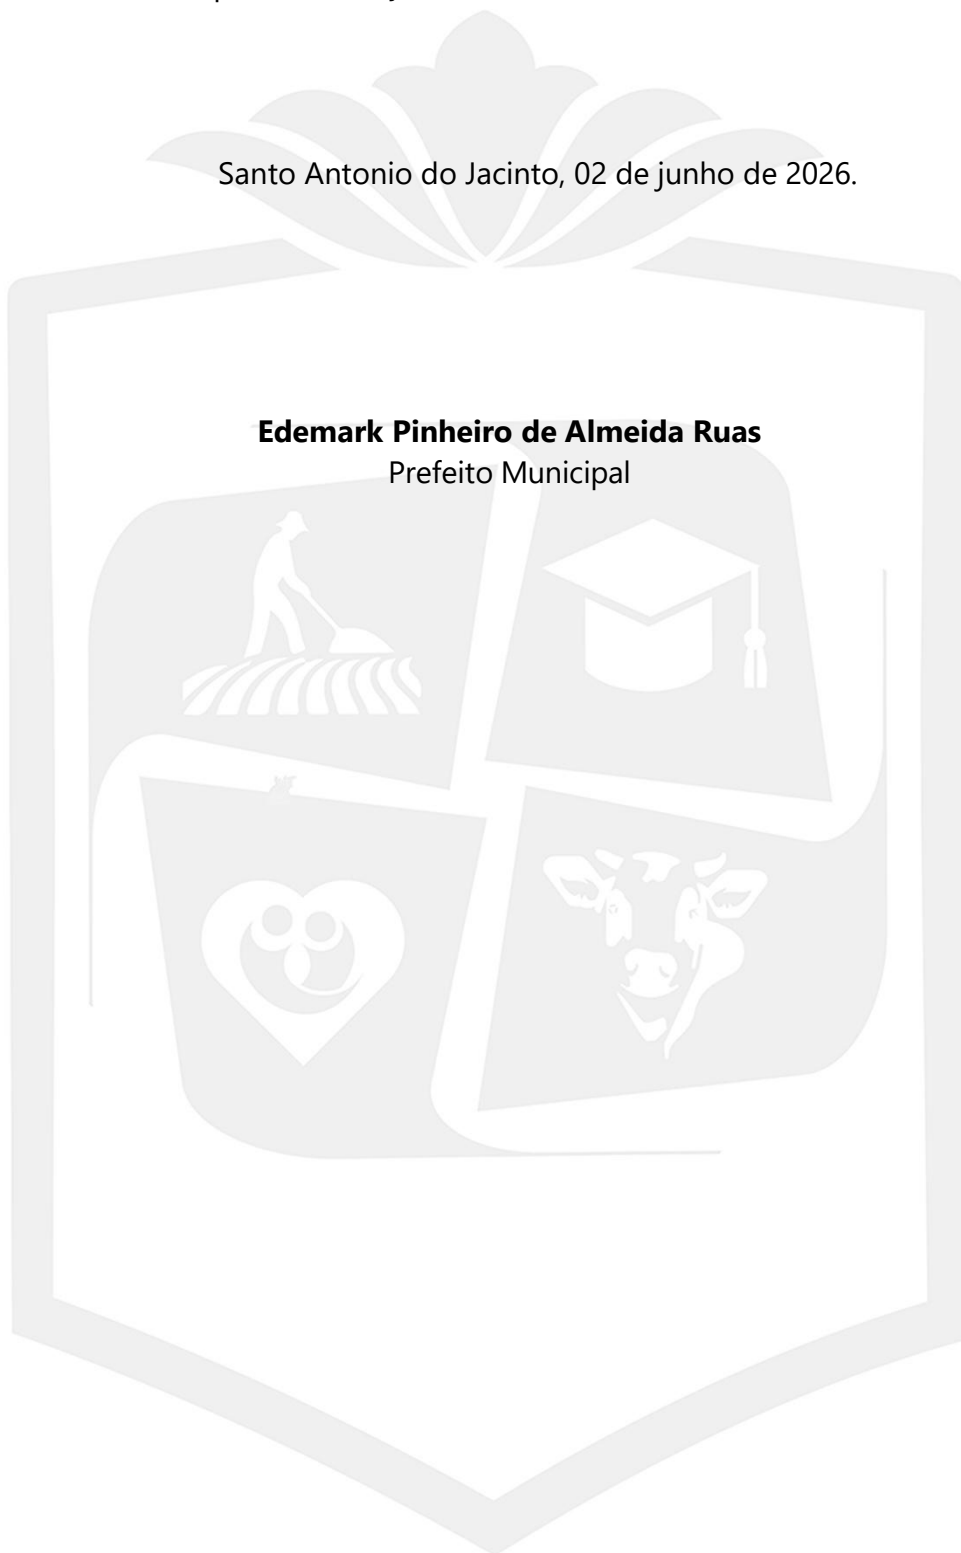 Santo Antonio do Jacinto, 02 de junho de 2026.
Edemark Pinheiro de Almeida Ruas
Prefeito Municipal